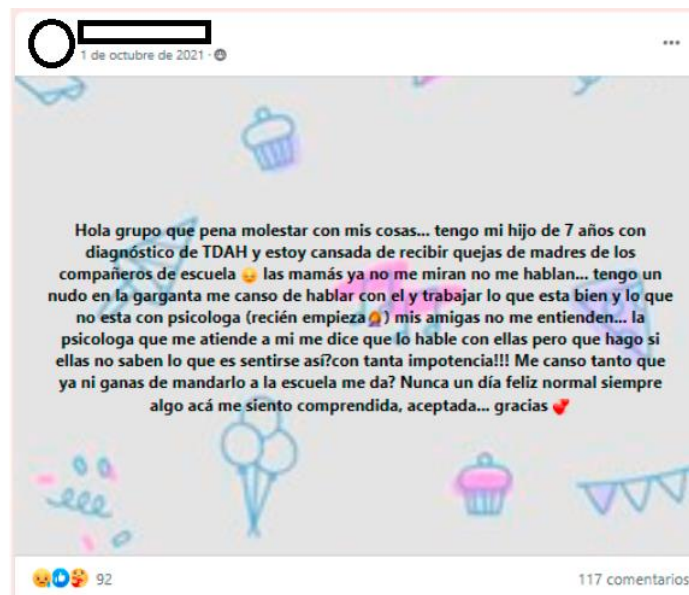 1 de octubre de 2021 ·
Hola grupo que pena molestar con mis cosas... tengo mi hijo de 7 años con
diagnóstico de TDAH y estoy cansada de recibir quejas de madres de los
compañeros de escuela 😞 las mamás ya no me miran no me hablan... tengo un
nudo en la garganta me canso de hablar con el y trabajar lo que esta bien y lo que
no esta con psicologa (recién empieza🤦) mis amigas no me entienden... la
psicologa que me atiende a mi me dice que lo hable con ellas pero que hago si
ellas no saben lo que es sentirse así?con tanta impotencia!!! Me canso tanto que
ya ni ganas de mandarlo a la escuela me da? Nunca un día feliz normal siempre
algo acá me siento comprendida, aceptada... gracias 💕
92
117 comentarios